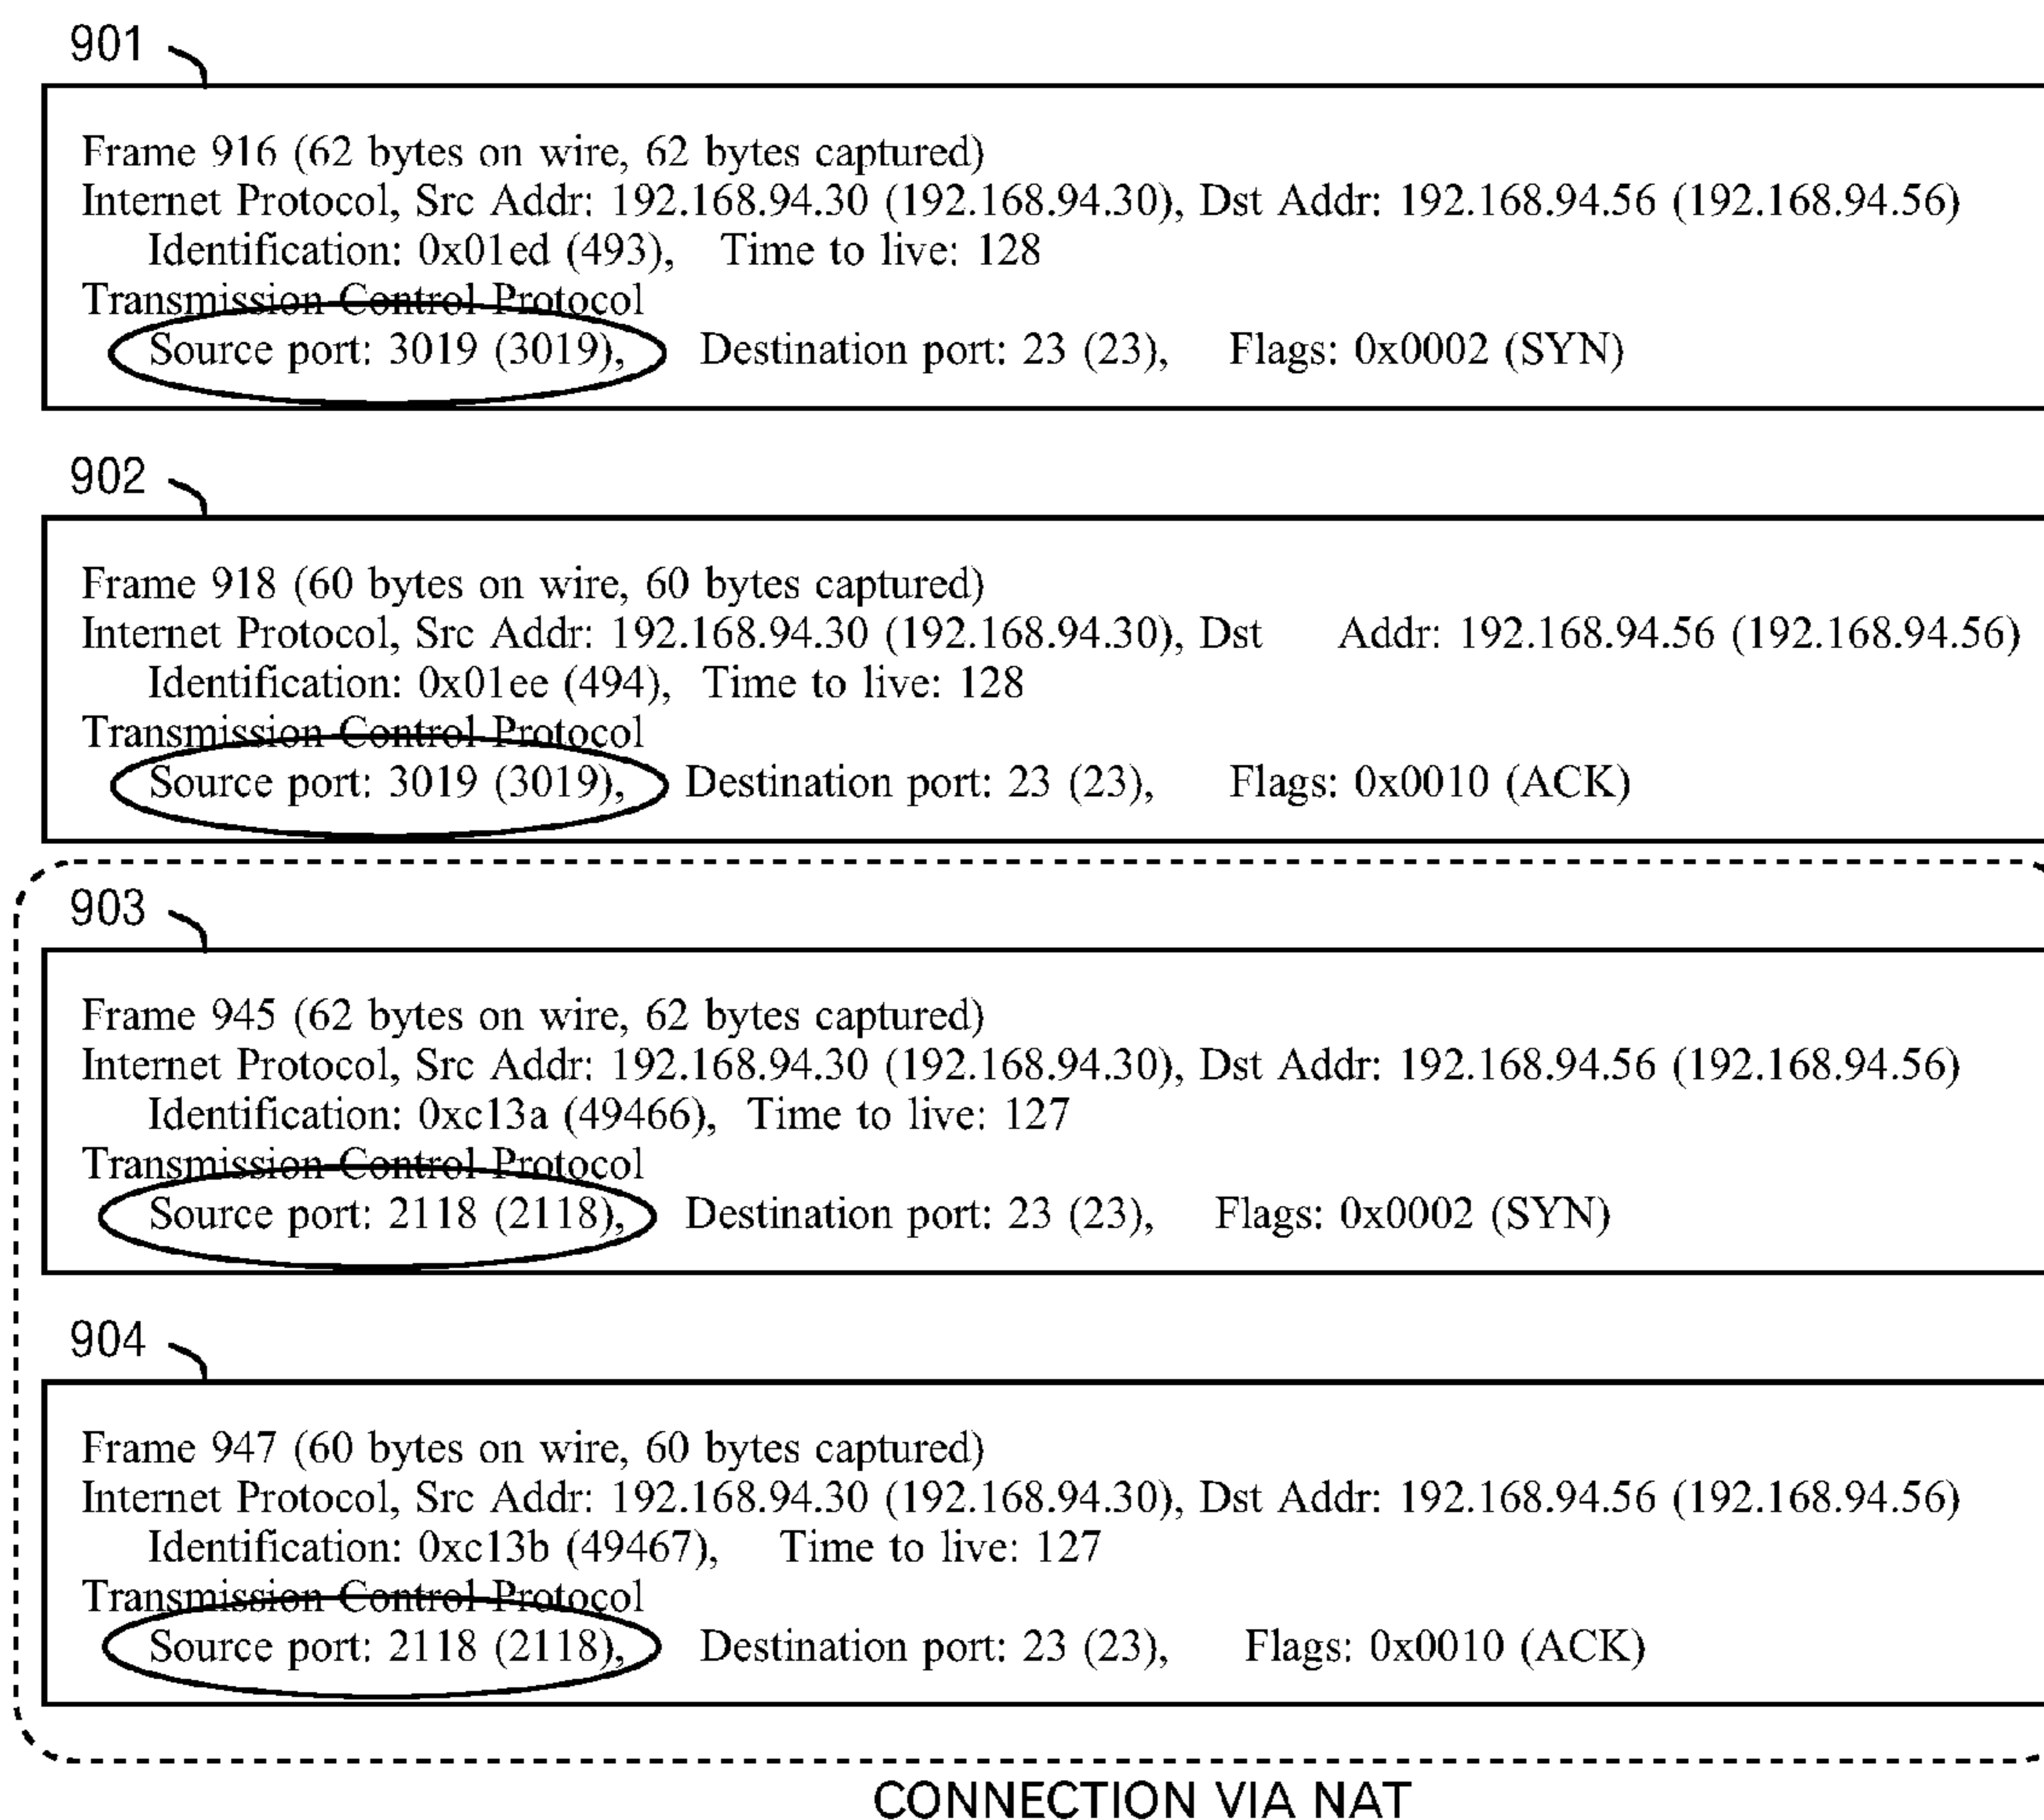 901
Frame 916 (62 bytes on wire, 62 bytes captured)
Internet Protocol, Src Addr: 192.168.94.30 (192.168.94.30), Dst Addr: 192.168.94.56 (192.168.94.56)
Identification: 0x01ed (493), Time to live: 128
Transmission Control Protocol
Source port: 3019 (3019), Destination port: 23 (23), Flags: 0x0002 (SYN)
902
Frame 918 (60 bytes on wire, 60 bytes captured)
Internet Protocol, Src Addr: 192.168.94.30 (192.168.94.30), Dst Addr: 192.168.94.56 (192.168.94.56)
Identification: 0x01ee (494), Time to live: 128
Transmission Control Protocol
Source port: 3019 (3019), Destination port: 23 (23), Flags: 0x0010 (ACK)
903
Frame 945 (62 bytes on wire, 62 bytes captured)
Internet Protocol, Src Addr: 192.168.94.30 (192.168.94.30), Dst Addr: 192.168.94.56 (192.168.94.56)
Identification: 0xc13a (49466), Time to live: 127
Transmission Control Protocol
Source port: 2118 (2118), Destination port: 23 (23), Flags: 0x0002 (SYN)
904
Frame 947 (60 bytes on wire, 60 bytes captured)
Internet Protocol, Src Addr: 192.168.94.30 (192.168.94.30), Dst Addr: 192.168.94.56 (192.168.94.56)
Identification: 0xc13b (49467), Time to live: 127
Transmission Control Protocol
Source port: 2118 (2118), Destination port: 23 (23), Flags: 0x0010 (ACK)
CONNECTION VIA NAT